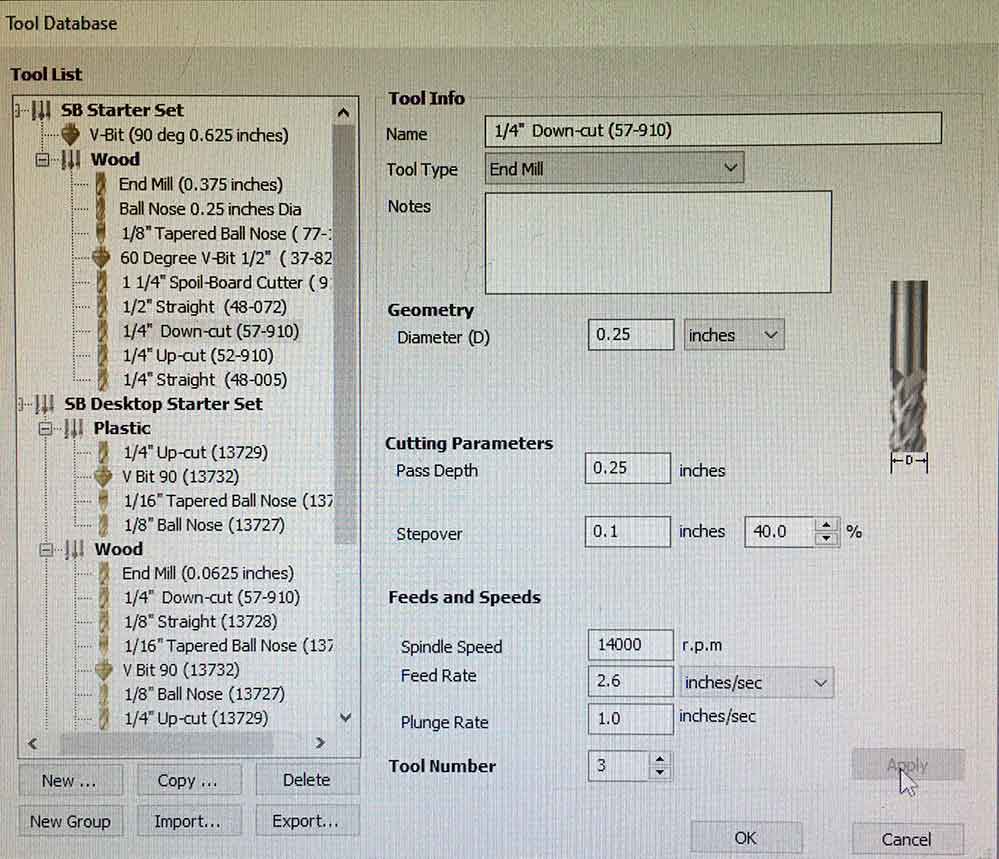 Tool Database
Tool List
SB Starter Set
V-Bit (90 deg 0.625 inches)
Wood
End Mill (0.375 inches)
Ball Nose 0.25 inches Dia
1/8" Tapered Ball Nose ( 77-
60 Degree V-Bit 1/2" ( 37-82
1 1/4" Spoil-Board Cutter ( 9
1/2" Straight (48-072)
1/4" Down-cut (57-910)
1/4" Up-cut (52-910)
1/4" Straight (48-005)
SB Desktop Starter Set
Plastic
1/4" Up-cut (13729)
V Bit 90 (13732)
1/16" Tapered Ball Nose (137
1/8" Ball Nose (13727)
Wood
End Mill (0.0625 inches)
1/4" Down-cut (57-910)
1/8" Straight (13728)
1/16" Tapered Ball Nose (137
V Bit 90 (13732)
1/8" Ball Nose (13727)
1/4" Up-cut (13729)
New ... Copy ... Delete
New Group Import... Export...
Tool Info
Name 1/4" Down-cut (57-910)
Tool Type End Mill
Notes
Geometry
Diameter (D) 0.25 inches
D
Cutting Parameters
Pass Depth 0.25 inches
Stepover 0.1 inches 40.0 %
Feeds and Speeds
Spindle Speed 14000 r.p.m
Feed Rate 2.6 inches/sec
Plunge Rate 1.0 inches/sec
Tool Number 3
Apply
OK Cancel